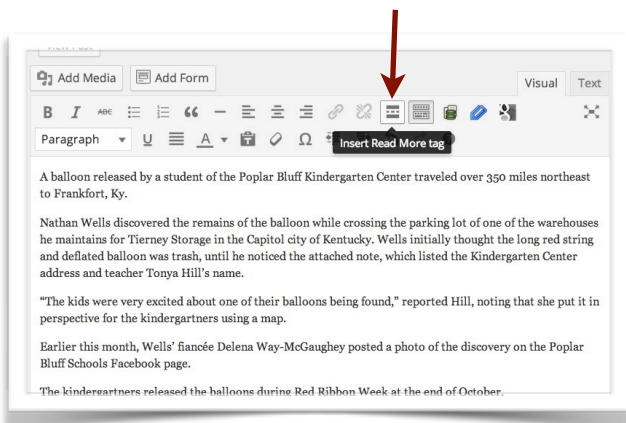 View Post
Add Media Add Form Visual Text
B I ABC “
Paragraph U A T Ω
Insert Read More tag
A balloon released by a student of the Poplar Bluff Kindergarten Center traveled over 350 miles northeast
to Frankfort, Ky.
Nathan Wells discovered the remains of the balloon while crossing the parking lot of one of the warehouses
he maintains for Tierney Storage in the Capitol city of Kentucky. Wells initially thought the long red string
and deflated balloon was trash, until he noticed the attached note, which listed the Kindergarten Center
address and teacher Tonya Hill’s name.
“The kids were very excited about one of their balloons being found,” reported Hill, noting that she put it in
perspective for the kindergartners using a map.
Earlier this month, Wells’ fiancée Delena Way-McGaughey posted a photo of the discovery on the Poplar
Bluff Schools Facebook page.
The kindergartners released the balloons during Red Ribbon Week at the end of October.